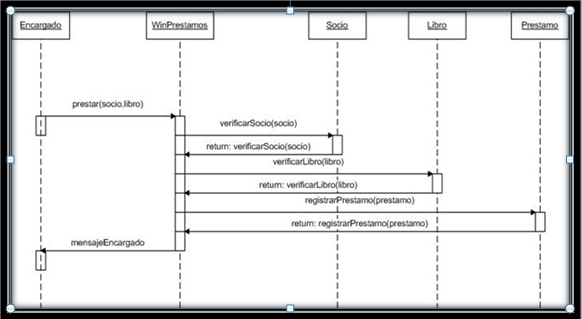 Encargado
WinPrestamos
Socio
Libro
Prestamo
prestar(socio,libro)
verificarSocio(socio)
return: verificarSocio(socio)
verificarLibro(libro)
return: verificarLibro(libro)
registrarPrestamo(prestamo)
return: registrarPrestamo(prestamo)
mensajeEncargado